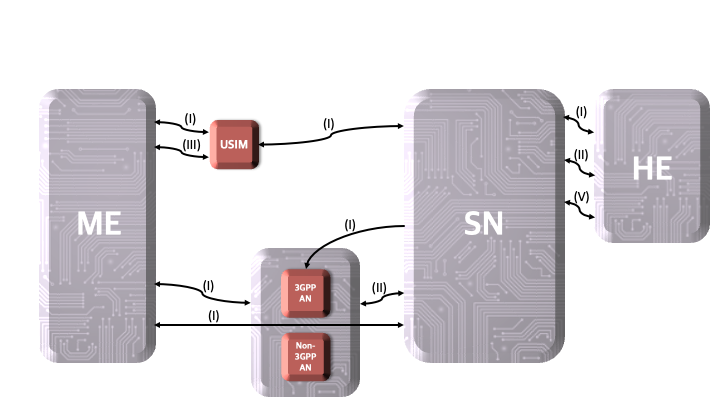 (I)
(I)
(I)
(III)
USIM
(II)
HE
(V)
ME
SN
(I)
(I)
3GPP
AN
(II)
(I)
Non-
3GPP
AN